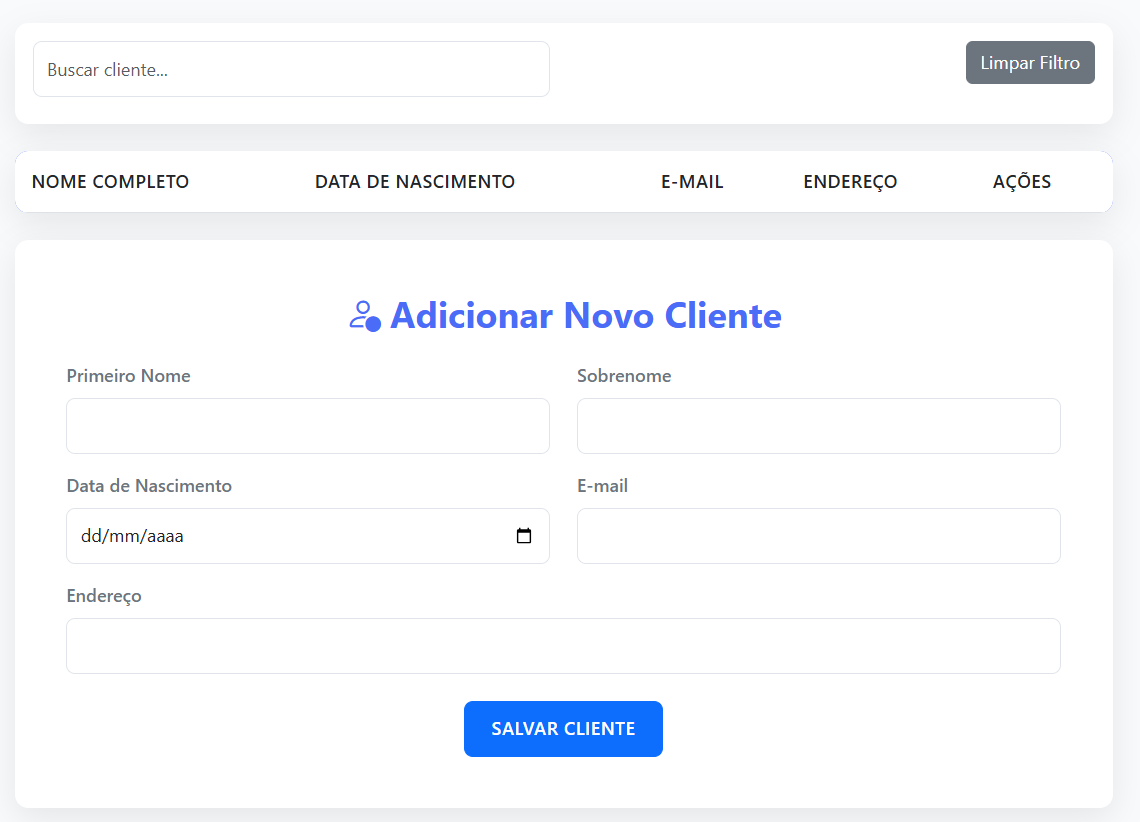 Buscar cliente...
Limpar Filtro
NOME COMPLETO DATA DE NASCIMENTO E-MAIL ENDEREÇO AÇÕES
Adicionar Novo Cliente
Primeiro Nome
Sobrenome
Data de Nascimento
E-mail
dd/mm/aaaa
Endereço
SALVAR CLIENTE